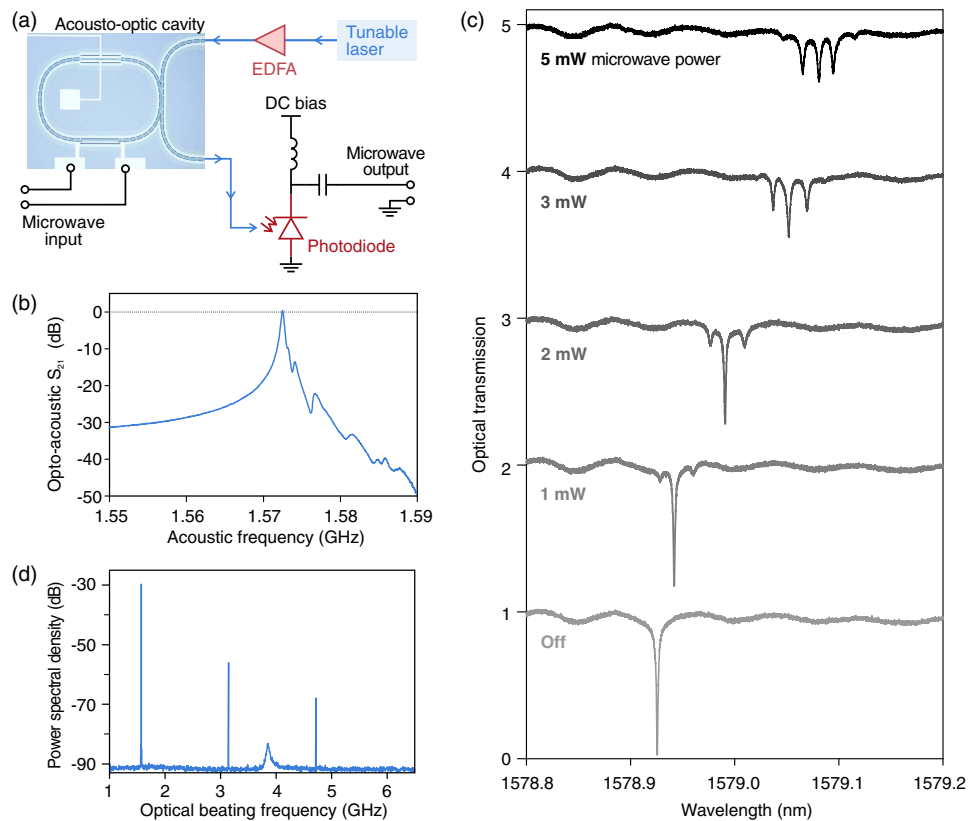 (a)
Acousto-optic cavity
EDFA
Tunable
laser
DC bias
Microwave
output
Microwave
input
Photodiode
(b)
Opto-acoustic S21 (dB)
0
-10
-20
-30
-40
-50
1.55
1.56
1.57
1.58
1.59
Acoustic frequency (GHz)
(d)
Power spectral density (dB)
-30
-50
-70
-90
1
2
3
4
5
6
Optical beating frequency (GHz)
(c)
Optical transmission
5
4
3
2
1
0
5 mW microwave power
3 mW
2 mW
1 mW
Off
1578.8
1578.9
1579.0
1579.1
1579.2
Wavelength (nm)